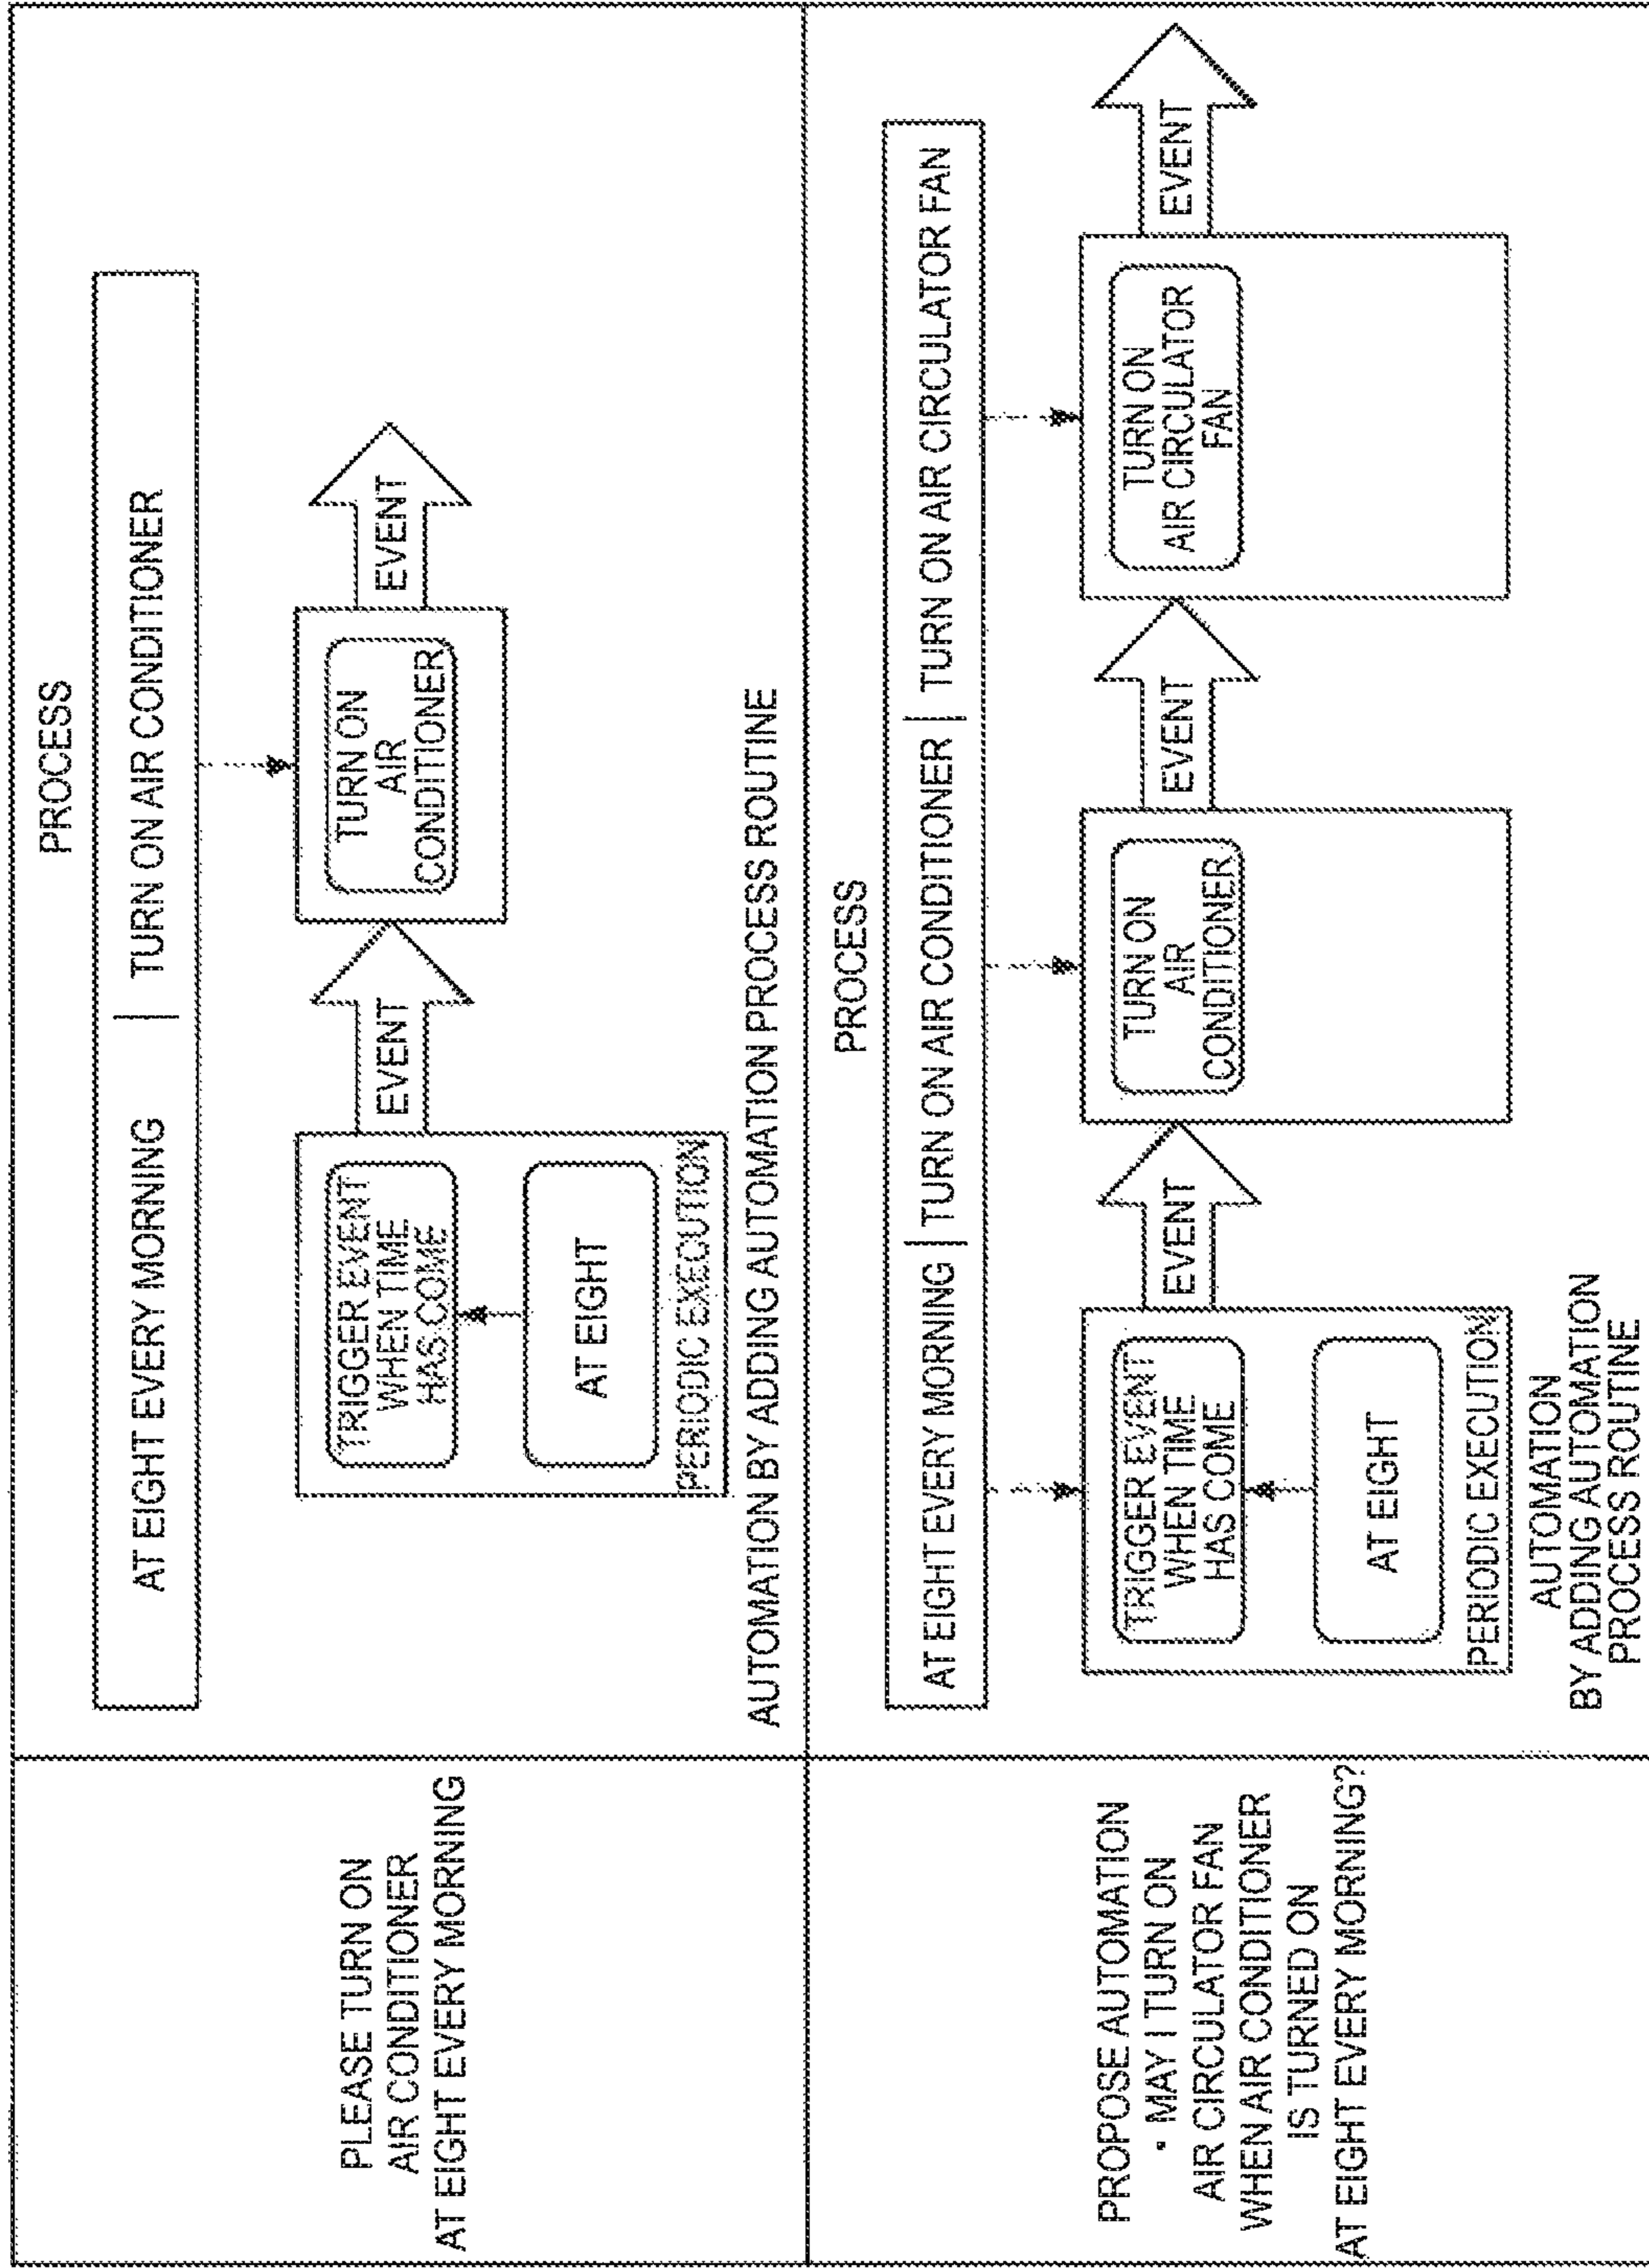 PLEASE TURN ON
AIR CONDITIONER
AT EIGHT EVERY MORNING
PROCESS
AT EIGHT EVERY MORNING | TURN ON AIR CONDITIONER
TRIGGER EVENT
WHEN TIME
HAS COME
AT EIGHT
PERIODIC EXECUTION
EVENT
TURN ON
AIR
CONDITIONER
EVENT
AUTOMATION BY ADDING AUTOMATION PROCESS ROUTINE
PROPOSE AUTOMATION
・MAY I TURN ON
AIR CIRCULATOR FAN
WHEN AIR CONDITIONER
IS TURNED ON
AT EIGHT EVERY MORNING?
PROCESS
AT EIGHT EVERY MORNING | TURN ON AIR CONDITIONER | TURN ON AIR CIRCULATOR FAN
TRIGGER EVENT
WHEN TIME
HAS COME
AT EIGHT
PERIODIC EXECUTION
EVENT
TURN ON
AIR
CONDITIONER
EVENT
TURN ON
AIR CIRCULATOR
FAN
EVENT
AUTOMATION
BY ADDING AUTOMATION
PROCESS ROUTINE